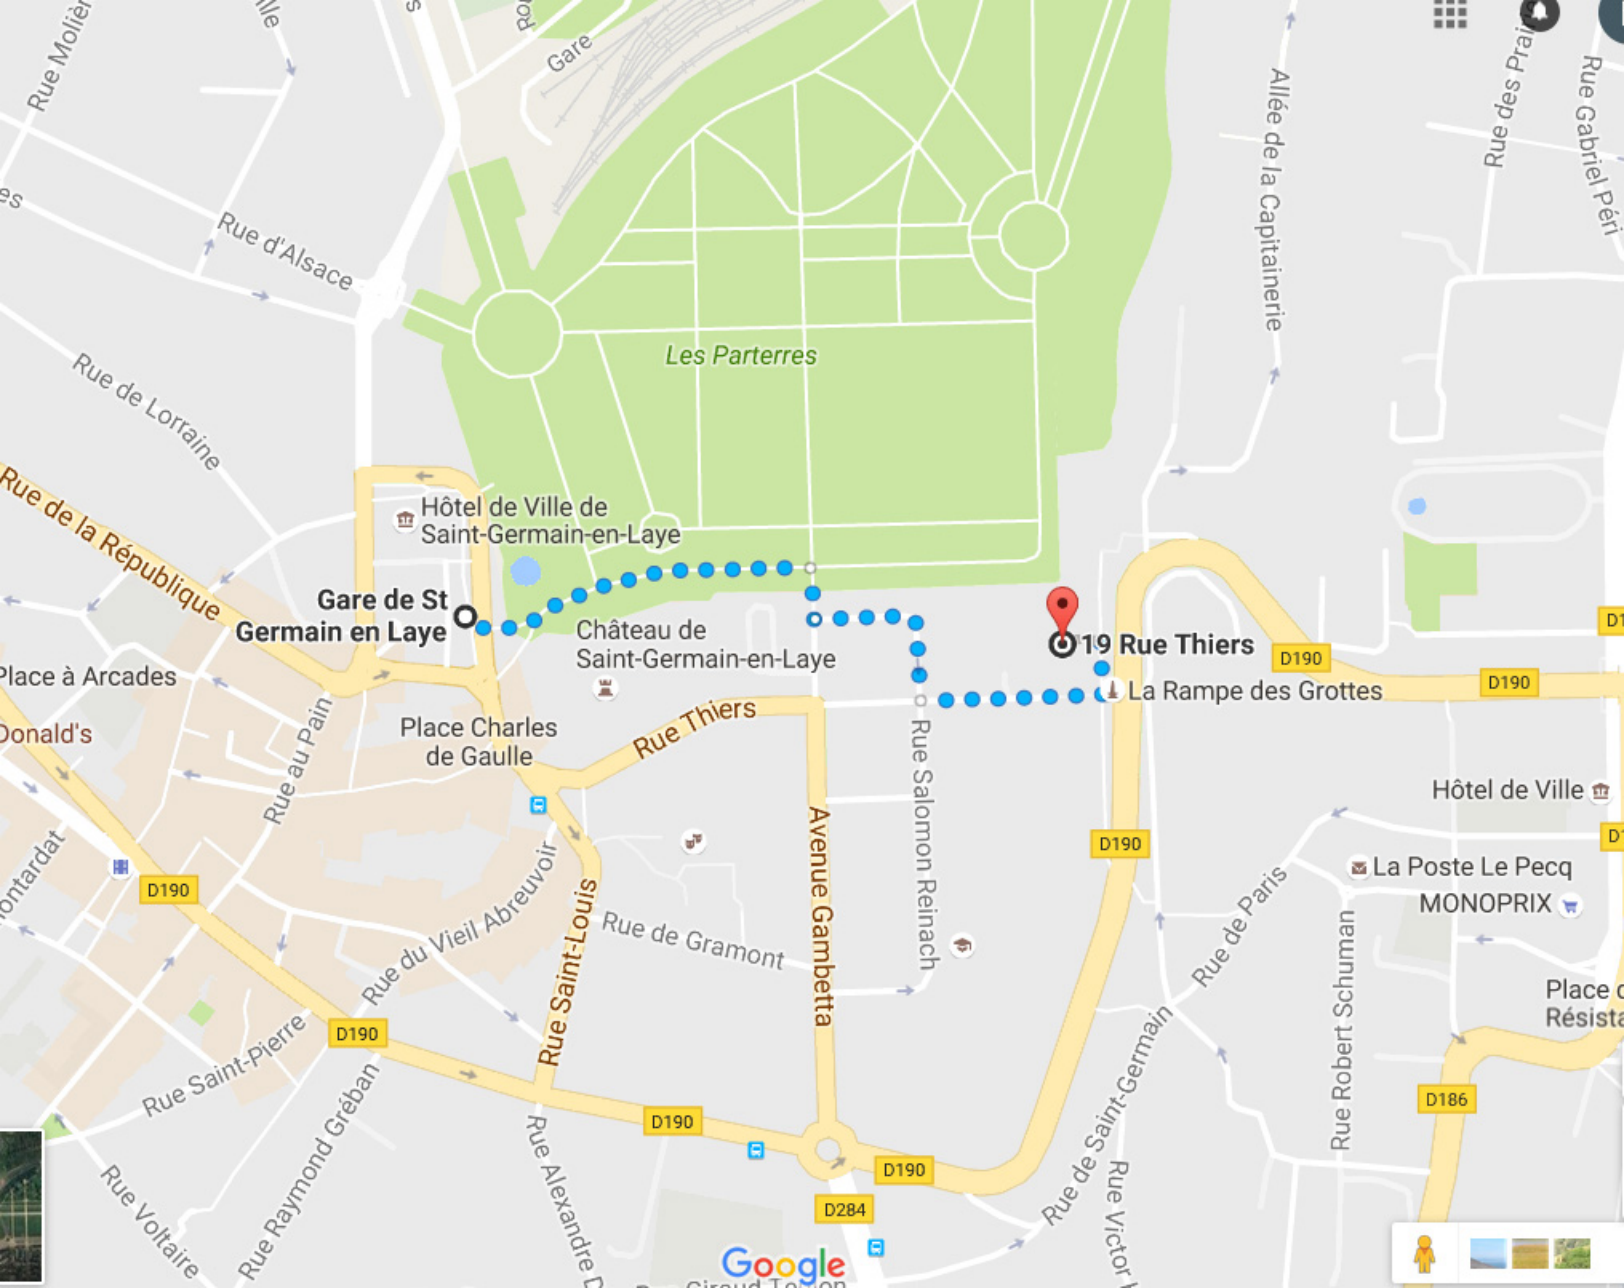 Rue Molièr
Gare
Rue des Prai
Rue Gabriel Péri
Allée de la Capitainerie
Rue d'Alsace
Les Parterres
Rue de Lorraine
Rue de la République
Hôtel de Ville de
Saint-Germain-en-Laye
Gare de St
Germain en Laye
Château de
Saint-Germain-en-Laye
19 Rue Thiers
D190
D190
La Rampe des Grottes
Place à Arcades
Donald's
Place Charles
de Gaulle
Rue Thiers
Rue au Pain
Rue Salomon Reinach
Avenue Gambetta
Hôtel de Ville
D190
La Poste Le Pecq
MONOPRIX
D190
Rue du Vieil Abreuvoir
Rue Saint-Louis
Rue de Gramont
Rue de Paris
Rue Robert Schuman
D190
Rue Saint-Pierre
Rue Raymond Gréban
Rue de Saint-Germain
D186
D190
D190
Rue Alexandre D
Rue Voltaire
Rue Victor
D284
Google